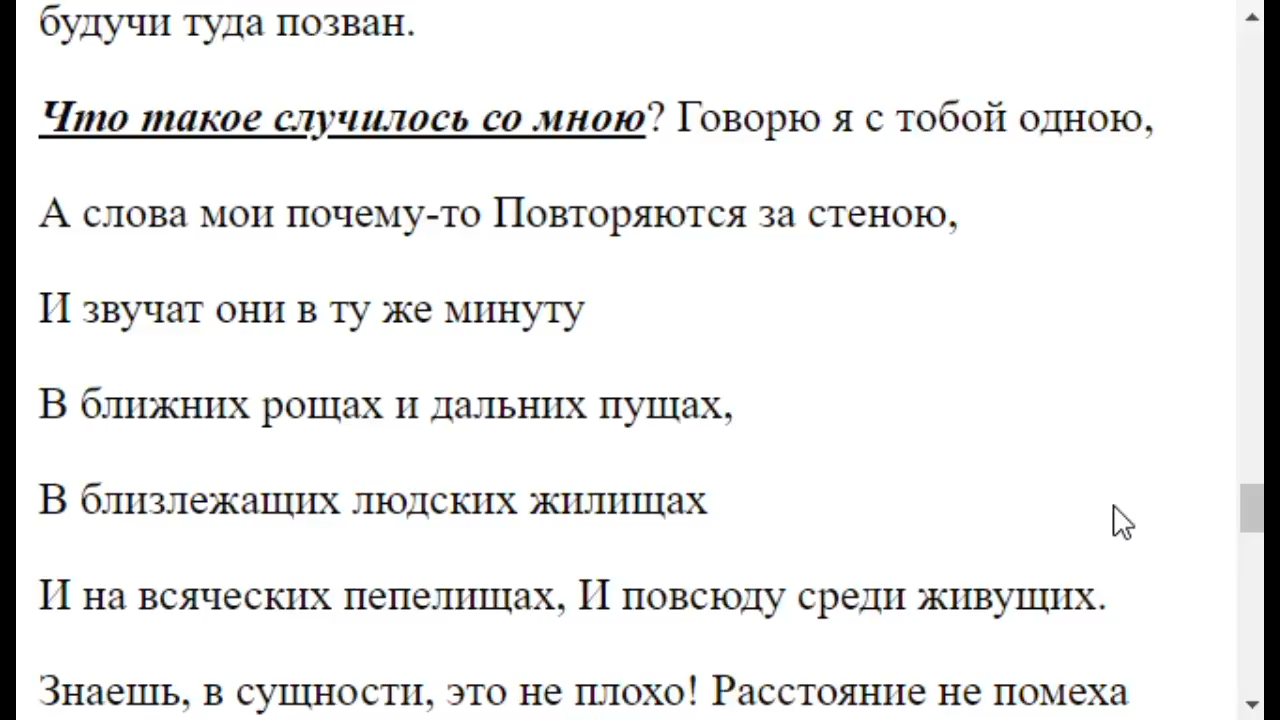 будучи туда позван.
Что такое случилось со мною? Говорю я с тобой одною,
А слова мои почему-то Повторяются за стеною,
И звучат они в ту же минуту
В ближних рощах и дальних пущах,
В близлежащих людских жилищах
И на всяческих пепелищах, И повсюду среди живущих.
Знаешь, в сущности, это не плохо! Расстояние не помеха